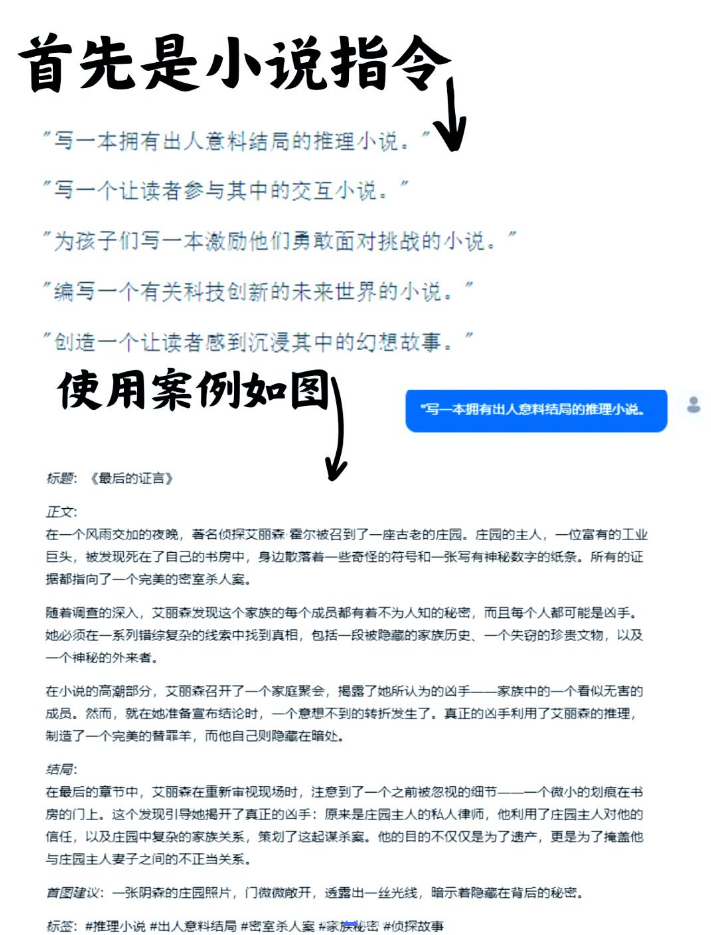 首先是小说指令
"写一本拥有出人意料结局的推理小说。"
"写一个让读者参与其中的交互小说。"
"为孩子们写一本激励他们勇敢面对挑战的小说。"
"编写一个有关科技创新的未来世界的小说。"
"创造一个让读者感到沉浸其中的幻想故事。"
使用案例如图
"写一本拥有出人意料结局的推理小说。
标题：《最后的证言》
正文：
在一个风雨交加的夜晚，著名侦探艾丽森·霍尔被召到了一座古老的庄园。庄园的主人，一位富有的工业
巨头，被发现死在了自己的书房中，身边散落着一些奇怪的符号和一张写有神秘数字的纸条。所有的证
据都指向了一个完美的密室杀人案。
随着调查的深入，艾丽森发现这个家族的每个成员都有着不为人知的秘密，而且每个人都可能是凶手。
她必须在一系列错综复杂的线索中找到真相，包括一段被隐藏的家族历史、一个失窃的珍贵文物，以及
一个神秘的外来者。
在小说的高潮部分，艾丽森召开了一个家庭聚会，揭露了她所认为的凶手——家族中的一个看似无害的
成员。然而，就在她准备宣布结论时，一个意想不到的转折发生了。真正的凶手利用了艾丽森的推理，
制造了一个完美的替罪羊，而他自己则隐藏在暗处。
结局：
在最后的章节中，艾丽森在重新审视现场时，注意到了一个之前被忽视的细节——一个微小的划痕在书
房的门上。这个发现引导她揭开了真正的凶手：原来是庄园主人的私人律师，他利用了庄园主人对他的
信任，以及庄园中复杂的家族关系，策划了这起谋杀案。他的目的不仅仅是为了遗产，更是为了掩盖他
与庄园主人妻子之间的不正当关系。
首图建议：一张阴森的庄园照片，门微微敞开，透露出一丝光线，暗示着隐藏在背后的秘密。
标签：#推理小说 #出人意料结局 #密室杀人案 #家族秘密 #侦探故事